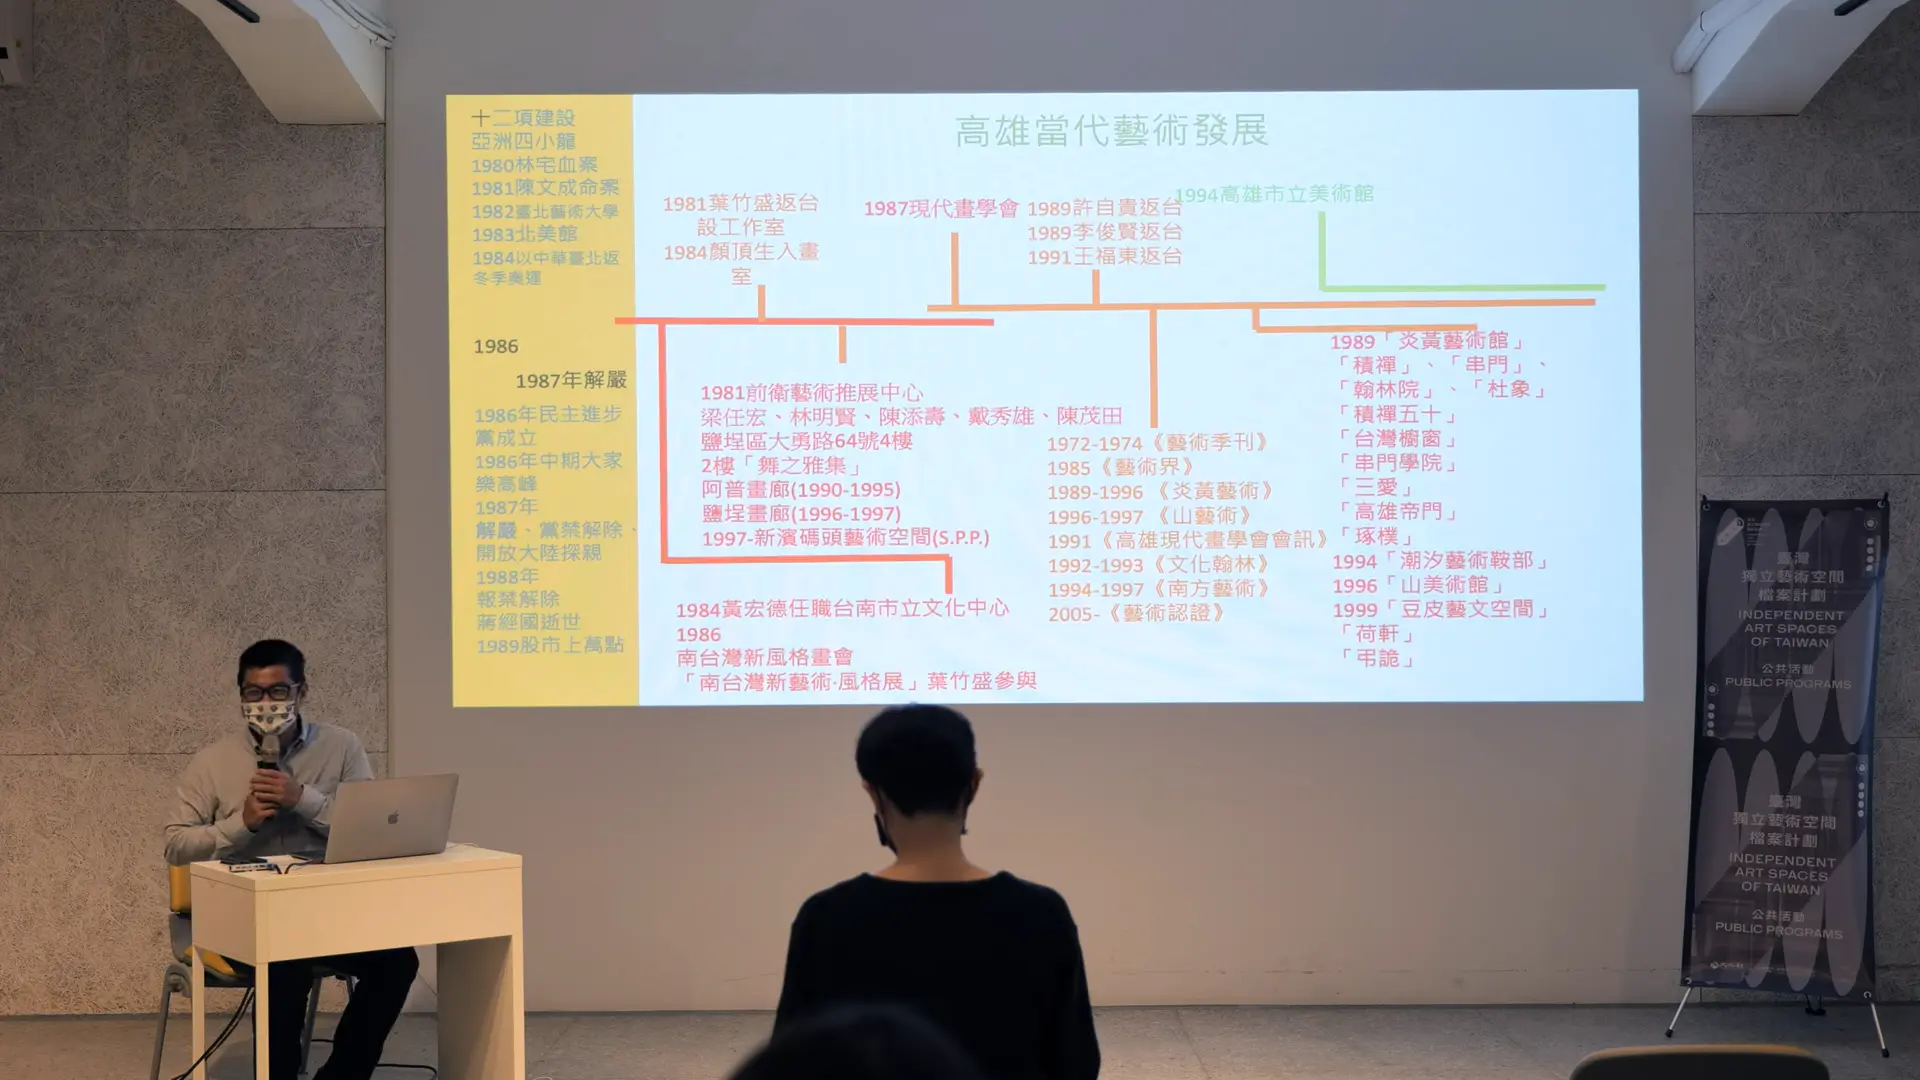 高雄當代藝術發展
十二項建設
亞洲四小龍
1980林宅血案
1981陳文成命案
1982臺北藝術大學
1983北美館
1984以中華臺北返
冬季奧運
1986
1987年解嚴
1986年民主進步
黨成立
1986年中期大家
樂高峰
1987年
解嚴、黨禁解除、
開放大陸探親
1988年
報禁解除
蔣經國逝世
1989股市上萬點
1981葉竹盛返台
設工作室
1984顏頂生入畫
室
1987現代畫學會
1989許自貴返台
1989李俊賢返台
1991王福東返台
1994高雄市立美術館
1981前衛藝術推展中心
梁任宏、林明賢、陳添壽、戴秀雄、陳茂田
鹽埕區大勇路64號4樓
2樓「舞之雅集」
阿普畫廊(1990-1995)
鹽埕畫廊(1996-1997)
1997-新濱碼頭藝術空間(S.P.P.)
1984黃宏德任職台南市立文化中心
1986
南台灣新風格畫會
「南台灣新藝術‧風格展」葉竹盛參與
1972-1974《藝術季刊》
1985《藝術界》
1989-1996 《炎黃藝術》
1996-1997 《山藝術》
1991《高雄現代畫學會會訊》
1992-1993《文化翰林》
1994-1997《南方藝術》
2005-《藝術認證》
1989「炎黃藝術館」
「積禪」、「串門」、
「翰林院」、「杜象」
「積禪五十」
「台灣櫥窗」
「串門學院」
「三愛」
「高雄帝門」
「琢樸」
1994「潮汐藝術鞍部」
1996「山美術館」
1999「豆皮藝文空間」
「荷軒」
「弔詭」
臺灣
獨立藝術空間
檔案計劃
INDEPENDENT
ART SPACES
OF TAIWAN
公共活動
PUBLIC PROGRAMS
臺灣
獨立藝術空間
檔案計劃
INDEPENDENT
ART SPACES
OF TAIWAN
公共活動
PUBLIC PROGRAMS